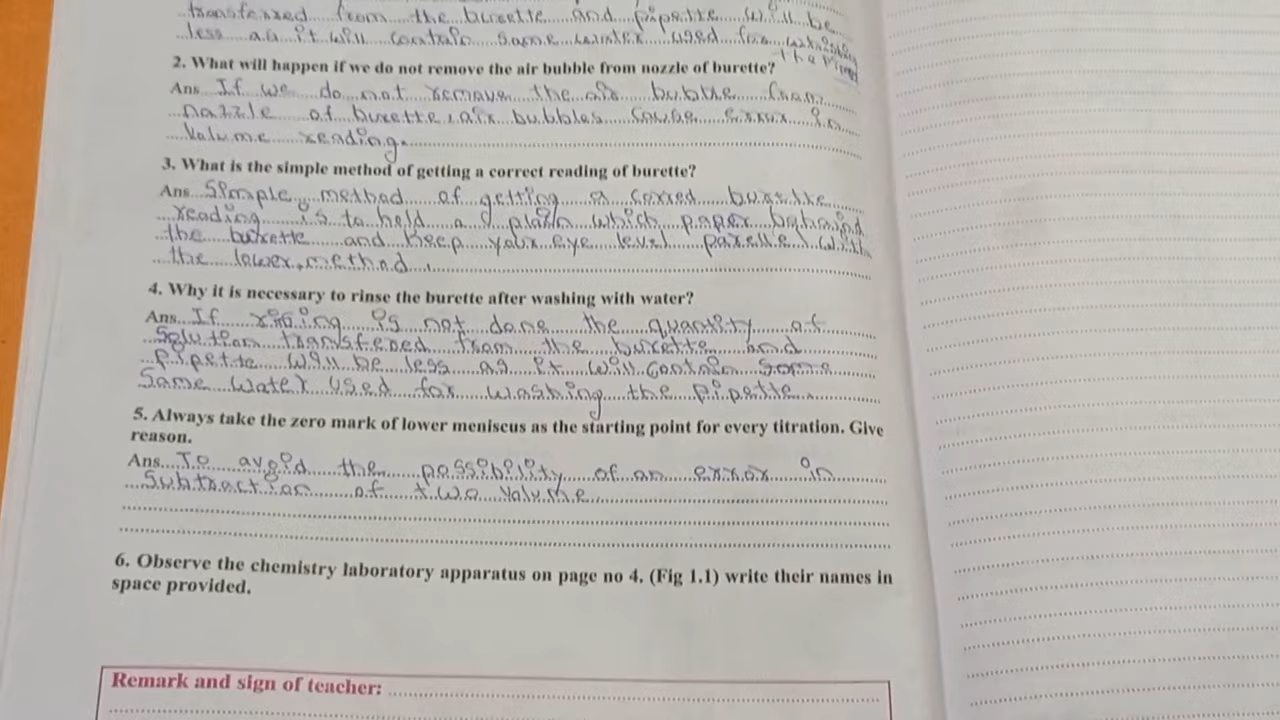 transferred from the burette and pipette will be
less as it will contain some water used for washing
the pipet
2. What will happen if we do not remove the air bubble from nozzle of burette?
Ans If we do not remove the air bubble from
nozzle of burette, air bubbles cause error in
Volume reading.
3. What is the simple method of getting a correct reading of burette?
Ans Simple method of getting a corred burette
reading is to held a plain which paper behaind
the burette and keep your eye level parellel with
the lower method.
4. Why it is necessary to rinse the burette after washing with water?
Ans If rising is not done the quantity of
Solution transfered from the burette and
pipette will be less as it will contain some
Same water used for washing the pipette.
5. Always take the zero mark of lower meniscus as the starting point for every titration. Give
reason.
Ans To avoid the possibility of an error in
Subtraction of two Volume
6. Observe the chemistry laboratory apparatus on page no 4. (Fig 1.1) write their names in
space provided.
Remark and sign of teacher: